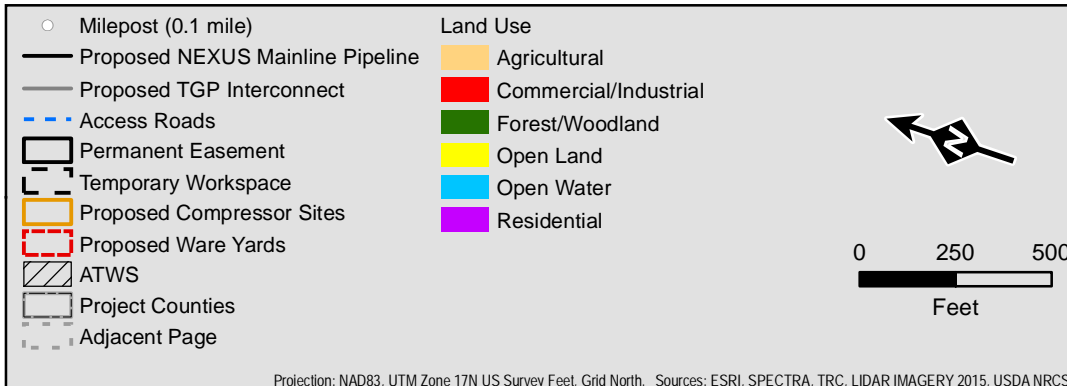 Milepost (0.1 mile)
Proposed NEXUS Mainline Pipeline
Proposed TGP Interconnect
Access Roads
Permanent Easement
Temporary Workspace
Proposed Compressor Sites
Proposed Ware Yards
ATWS
Project Counties
Adjacent Page
Land Use
Agricultural
Commercial/Industrial
Forest/Woodland
Open Land
Open Water
Residential
N
0 250 500
Feet
Projection: NAD83, UTM Zone 17N US Survey Feet, Grid North, Sources: ESRI, SPECTRA, TRC, LIDAR IMAGERY 2015, USDA NRCS